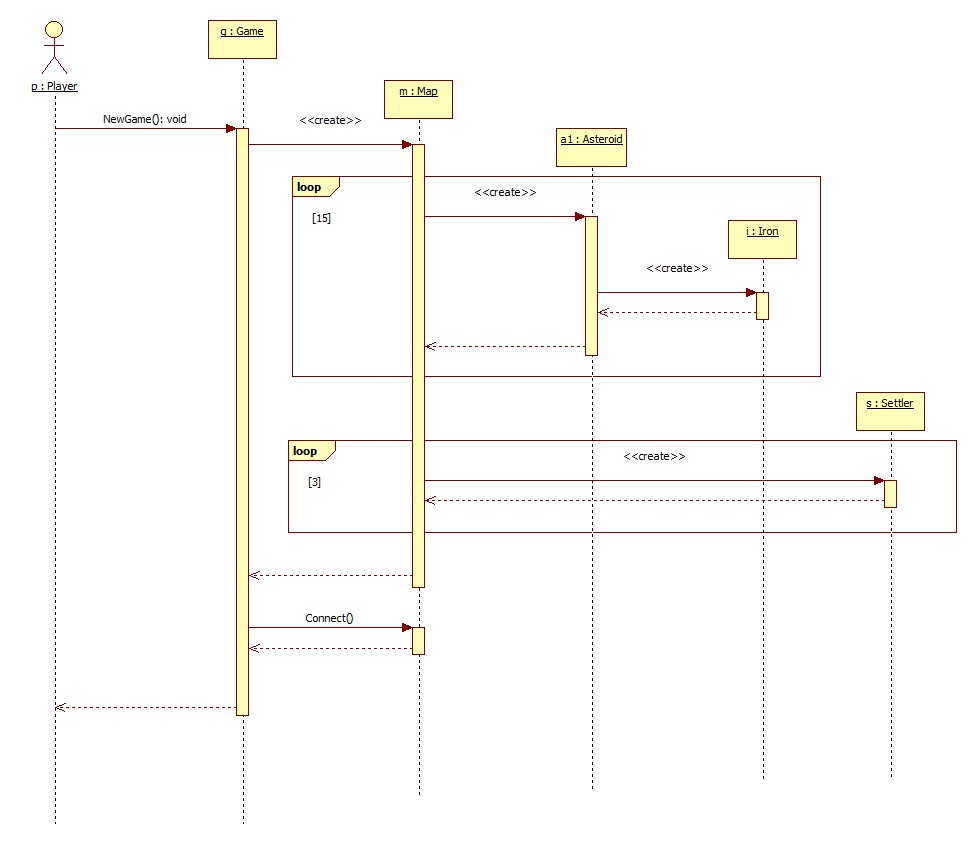 g : Game
p : Player
m : Map
NewGame(): void
<<create>>
a1 : Asteroid
loop
<<create>>
[15]
i : Iron
<<create>>
s : Settler
loop
<<create>>
[3]
Connect()